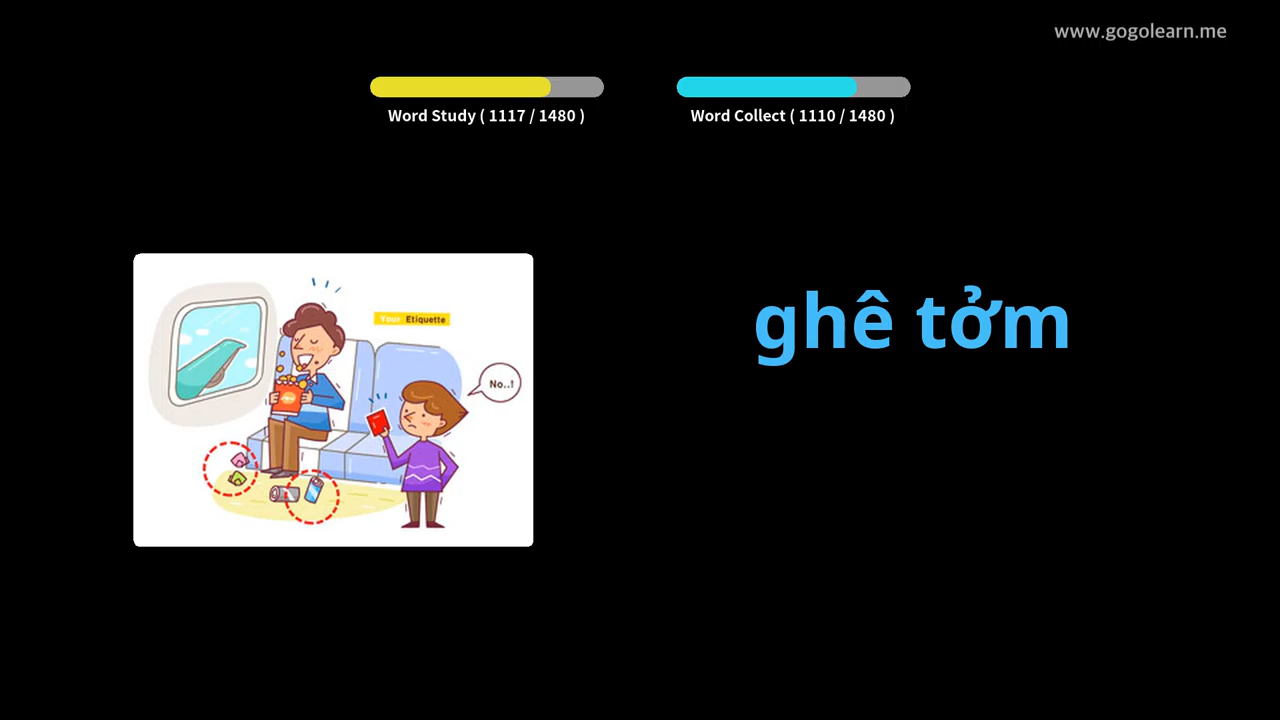 www.gogolearn.me
Word Study ( 1117 / 1480 )
Word Collect ( 1110 / 1480 )
Your Etiquette
No..!
ghê tởm